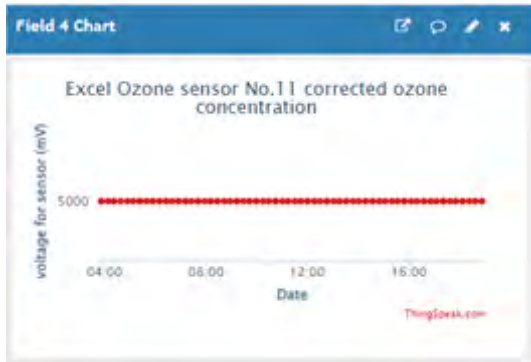 Field 4 Chart
Excel Ozone sensor No.11 corrected ozone
concentration
voltage for sensor (mV)
5000
04:00 08:00 12:00 16:00
Date
ThingSpeak.com